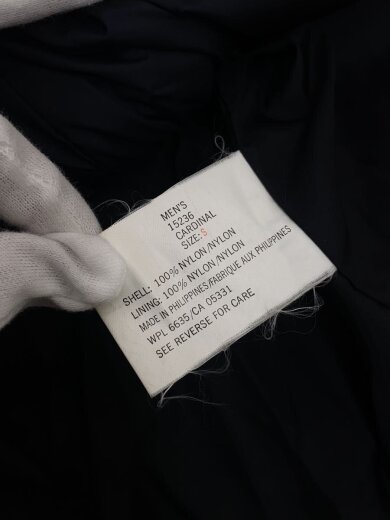 MEN'S
15236
CARDINAL
SIZE: S
SHELL: 100% NYLON/NYLON
LINING: 100% NYLON/NYLON
MADE IN PHILIPPINES/FABRIQUE AUX PHILIPPINES
WPL 6635/CA 05331
SEE REVERSE FOR CARE